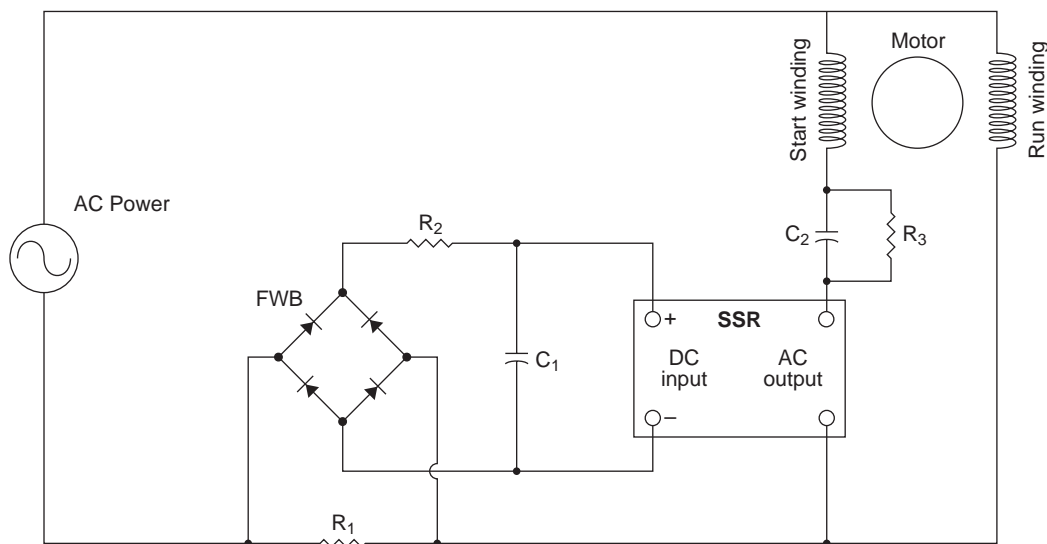 Motor
Start winding
Run winding
AC Power
R2
C2
R3
FWB
+ SSR
C1
DC
input
AC
output
–
R1